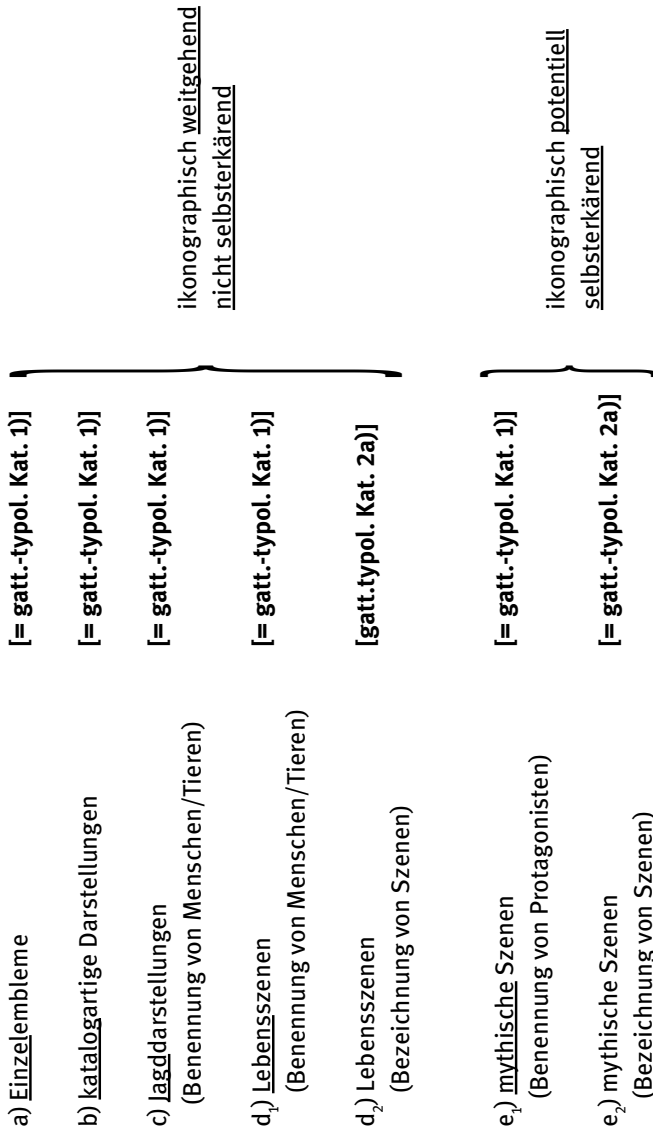 a) Einzelembleme [= gatt.-typol. Kat. 1)]
b) katalogartige Darstellungen [= gatt.-typol. Kat. 1)]
c) Jagddarstellungen [= gatt.-typol. Kat. 1)]
(Benennung von Menschen/Tieren)
d₁) Lebensszenen [= gatt.-typol. Kat. 1)]
(Benennung von Menschen/Tieren)
d₂) Lebensszenen [gatt.typol. Kat. 2a)]
(Bezeichnung von Szenen)
ikonographisch weitgehend
nicht selbsterkärend
e₁) mythische Szenen [= gatt.-typol. Kat. 1)]
(Benennung von Protagonisten)
e₂) mythische Szenen [= gatt.-typol. Kat. 2a)]
(Bezeichnung von Szenen)
ikonographisch potentiell
selbsterkärend